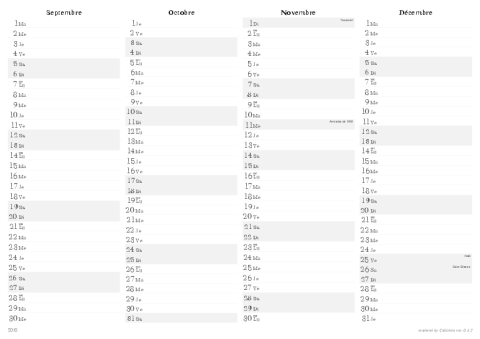 Septembre
1 Ma
2 Me
3 Je
4 Ve
5 Sa
6 Di
7 Lu
8 Ma
9 Me
10 Je
11 Ve
12 Sa
13 Di
14 Lu
15 Ma
16 Me
17 Je
18 Ve
19 Sa
20 Di
21 Lu
22 Ma
23 Me
24 Je
25 Ve
26 Sa
27 Di
28 Lu
29 Ma
30 Me
Octobre
1 Je
2 Ve
3 Sa
4 Di
5 Lu
6 Ma
7 Me
8 Je
9 Ve
10 Sa
11 Di
12 Lu
13 Ma
14 Me
15 Je
16 Ve
17 Sa
18 Di
19 Lu
20 Ma
21 Me
22 Je
23 Ve
24 Sa
25 Di
26 Lu
27 Ma
28 Me
29 Je
30 Ve
31 Sa
Novembre
1 Di Toussaint
2 Lu
3 Ma
4 Me
5 Je
6 Ve
7 Sa
8 Di
9 Lu
10 Ma
11 Me Armistice de 1918
12 Je
13 Ve
14 Sa
15 Di
16 Lu
17 Ma
18 Me
19 Je
20 Ve
21 Sa
22 Di
23 Lu
24 Ma
25 Me
26 Je
27 Ve
28 Sa
29 Di
30 Lu
Décembre
1 Ma
2 Me
3 Je
4 Ve
5 Sa
6 Di
7 Lu
8 Ma
9 Me
10 Je
11 Ve
12 Sa
13 Di
14 Lu
15 Ma
16 Me
17 Je
18 Ve
19 Sa
20 Di
21 Lu
22 Ma
23 Me
24 Je
25 Ve Noël
26 Sa
27 Di
28 Lu
29 Ma
30 Me
31 Je